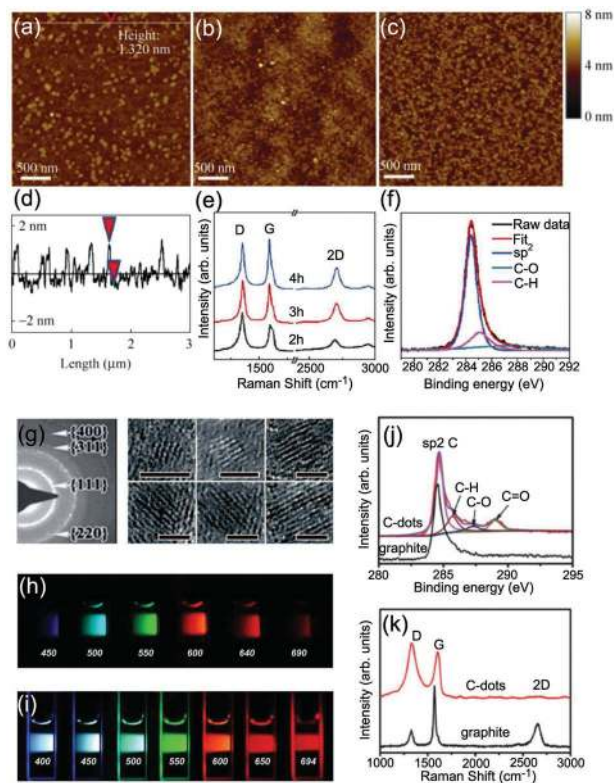 (a)
Height:
1.320 nm
500 nm
(b)
500 nm
(c)
500 nm
8 nm
4 nm
0 nm
(d)
2 nm
−2 nm
0 1 2 3
Length (μm)
(e)
D G 2D
4h
3h
2h
Intensity (arb. units)
1500 2500 3000
Raman Shift (cm-1)
(f)
Raw data
Fit
sp2
C-O
C-H
Intensity (arb. units)
280 282 284 286 288 290 292
Binding energy (eV)
(g)
{400}
{311}
{111}
{220}
(h)
450 500 550 600 640 690
(i)
400 450 500 550 600 650 694
(j)
sp2 C
C-H
C-O
C=O
C-dots
graphite
Intensity (arb. units)
280 285 290 295
Binding energy (eV)
(k)
D G
C-dots 2D
graphite
Intensity (arb. units)
1000 1500 2000 2500 3000
Raman Shift (cm-1)